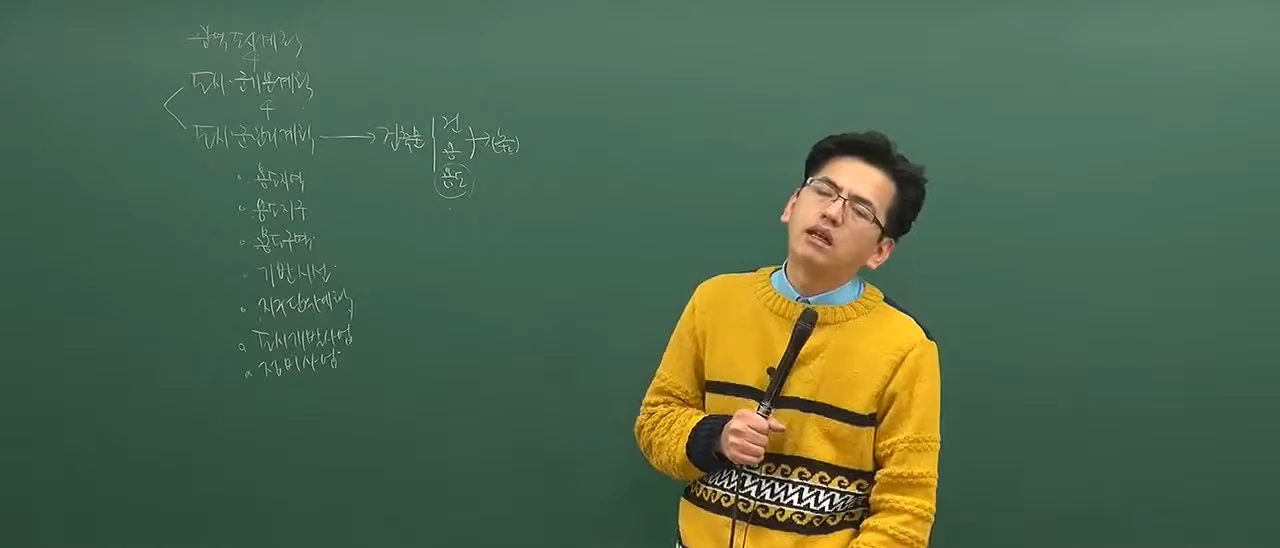 광역도시계획
도시·군기본계획
도시·군관리계획 → 건축물 건 용 용도 → (높이)
· 용도지역
· 용도지구
· 용도구역
· 기반시설
· 지구단위계획
· 도시개발사업
· 정비사업